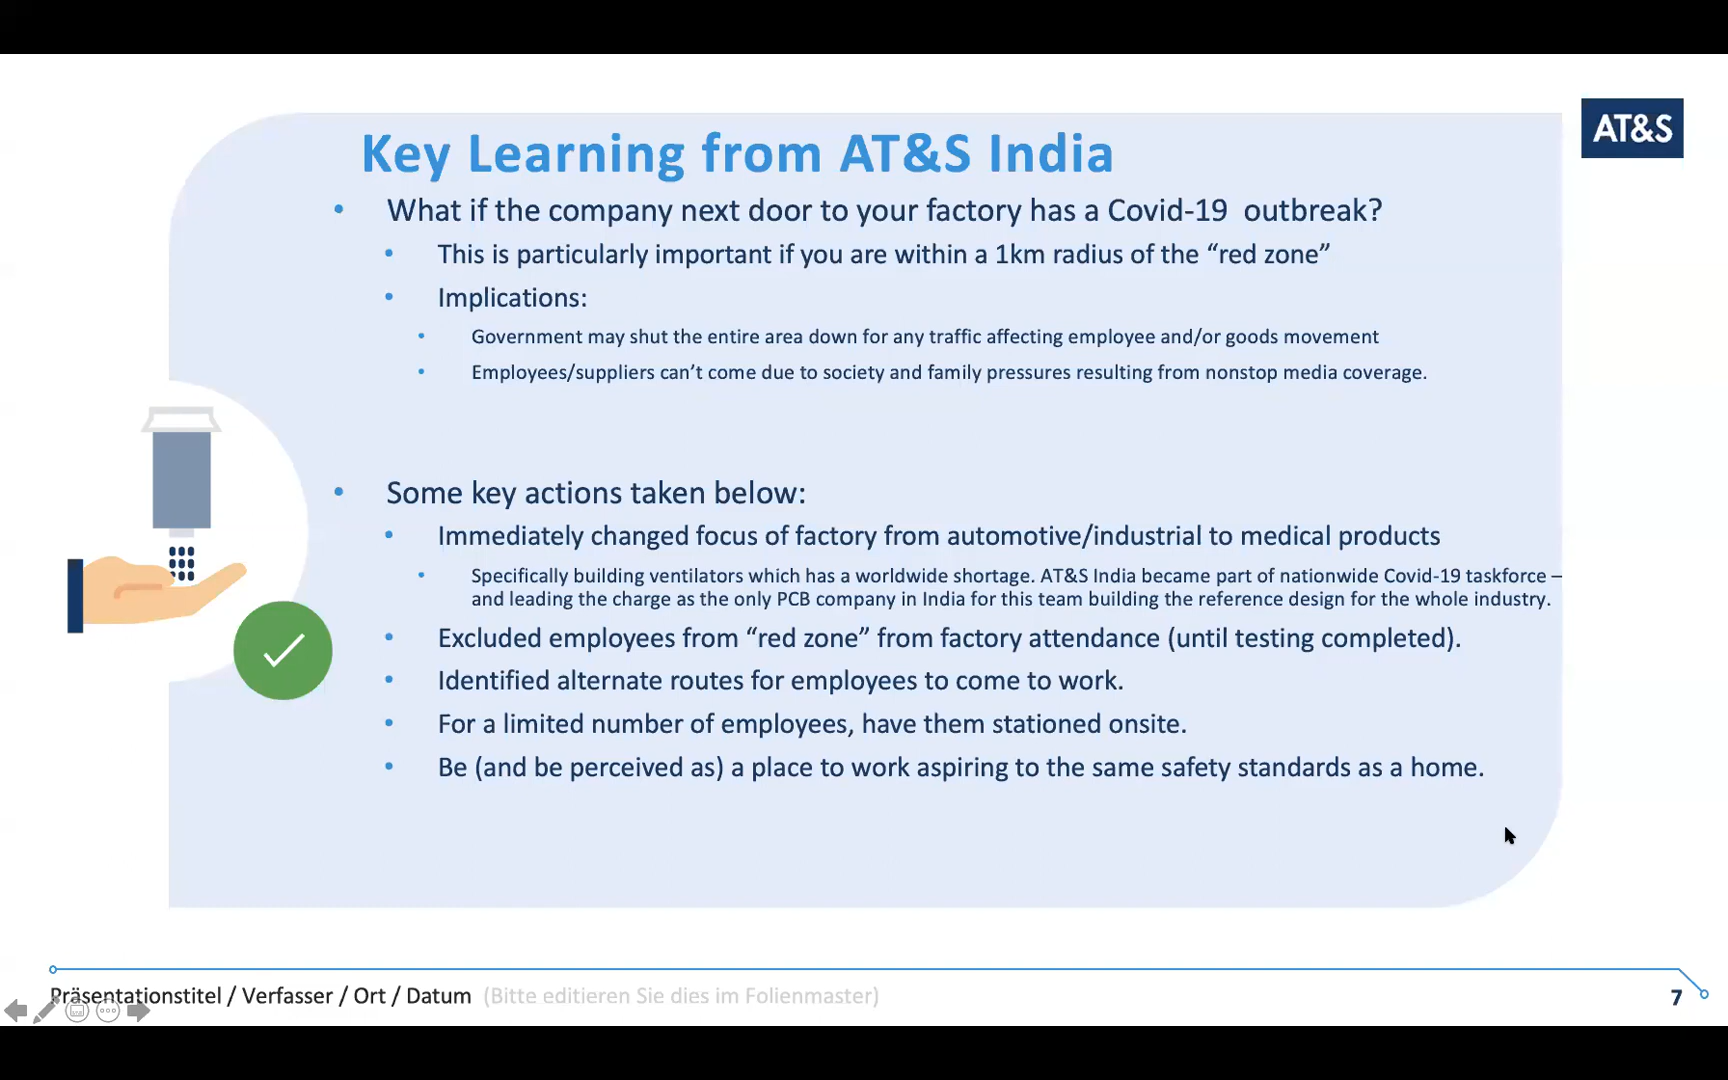 AT&S
Key Learning from AT&S India
• What if the company next door to your factory has a Covid-19  outbreak?
• This is particularly important if you are within a 1km radius of the “red zone”
• Implications:
• Government may shut the entire area down for any traffic affecting employee and/or goods movement
• Employees/suppliers can’t come due to society and family pressures resulting from nonstop media coverage.
• Some key actions taken below:
• Immediately changed focus of factory from automotive/industrial to medical products
• Specifically building ventilators which has a worldwide shortage. AT&S India became part of nationwide Covid-19 taskforce –
and leading the charge as the only PCB company in India for this team building the reference design for the whole industry.
• Excluded employees from “red zone” from factory attendance (until testing completed).
• Identified alternate routes for employees to come to work.
• For a limited number of employees, have them stationed onsite.
• Be (and be perceived as) a place to work aspiring to the same safety standards as a home.
Präsentationstitel / Verfasser / Ort / Datum (Bitte editieren Sie dies im Folienmaster)
7